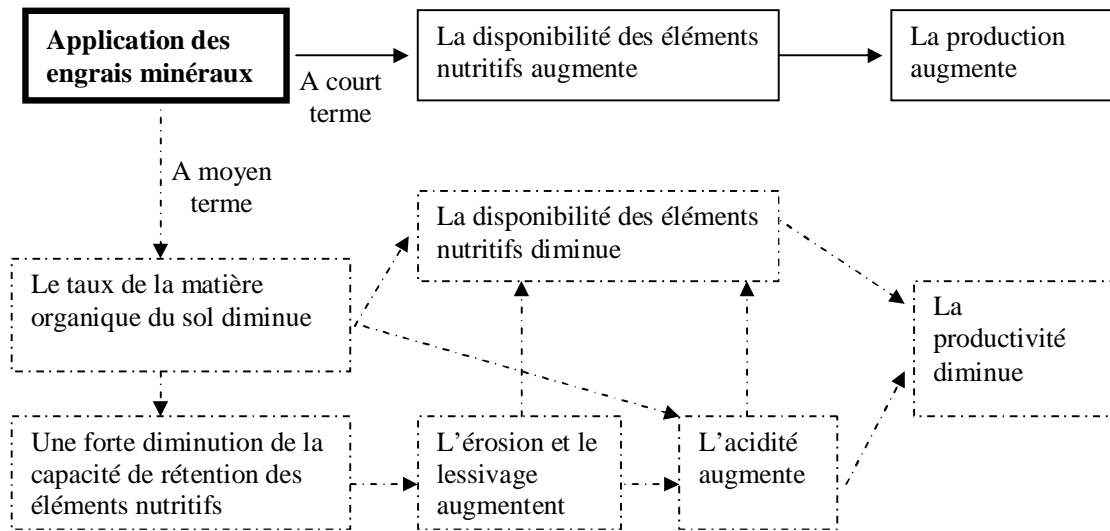 Application des
engrais minéraux
A court
terme
La disponibilité des éléments
nutritifs augmente
La production
augmente
A moyen
terme
La disponibilité des éléments
nutritifs diminue
Le taux de la matière
organique du sol diminue
La
productivité
diminue
Une forte diminution de la
capacité de rétention des
éléments nutritifs
L’érosion et le
lessivage
augmentent
L’acidité
augmente